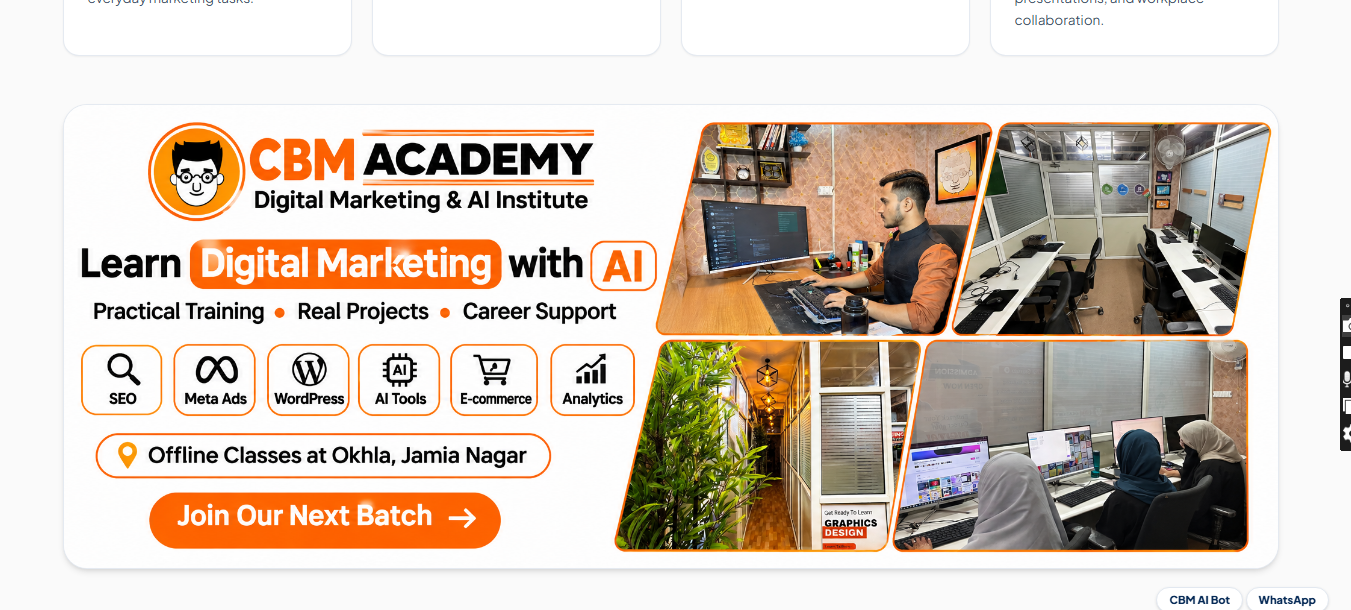 everyday marketing tasks.
presentations, and workplace
collaboration.
CBM ACADEMY
Digital Marketing & AI Institute
Learn Digital Marketing with AI
Practical Training • Real Projects • Career Support
SEO
Meta Ads
WordPress
AI
AI Tools
E-commerce
Analytics
Offline Classes at Okhla, Jamia Nagar
Join Our Next Batch →
Get Ready To Learn
GRAPHICS
DESIGN
ADMISSION
CBM AI Bot
WhatsApp